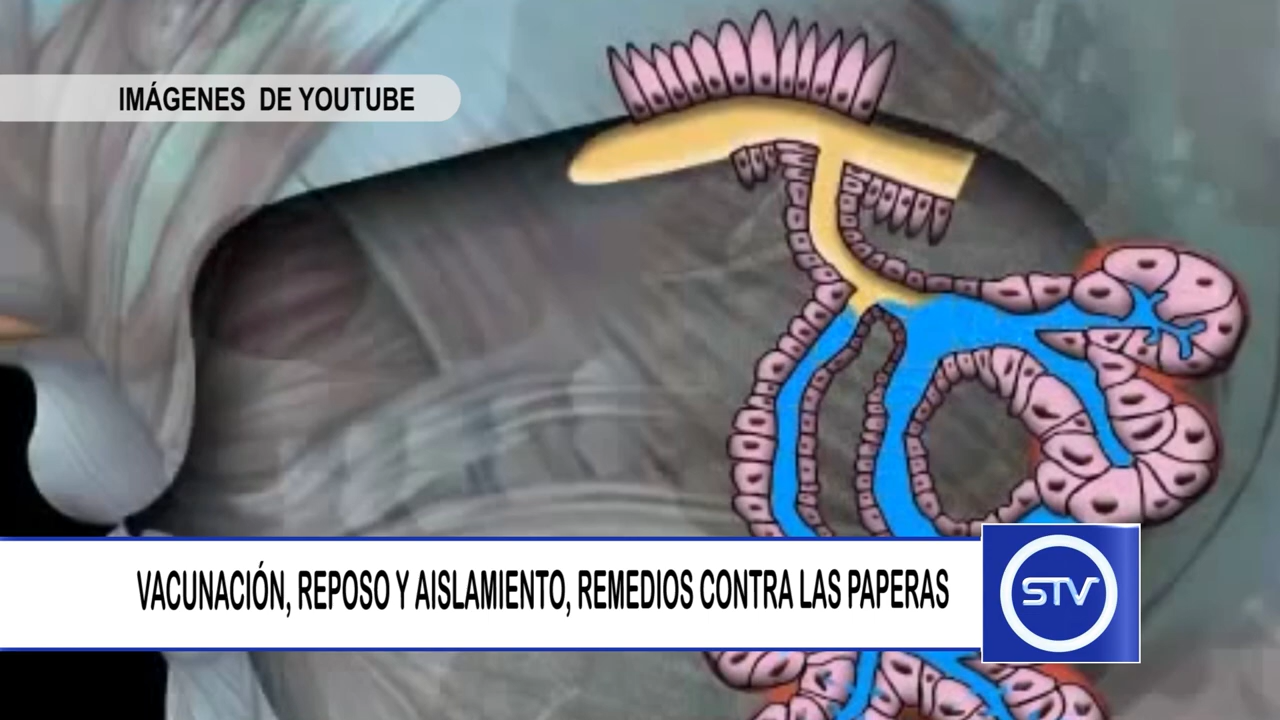 IMÁGENES DE YOUTUBE
VACUNACIÓN, REPOSO Y AISLAMIENTO, REMEDIOS CONTRA LAS PAPERAS
STV